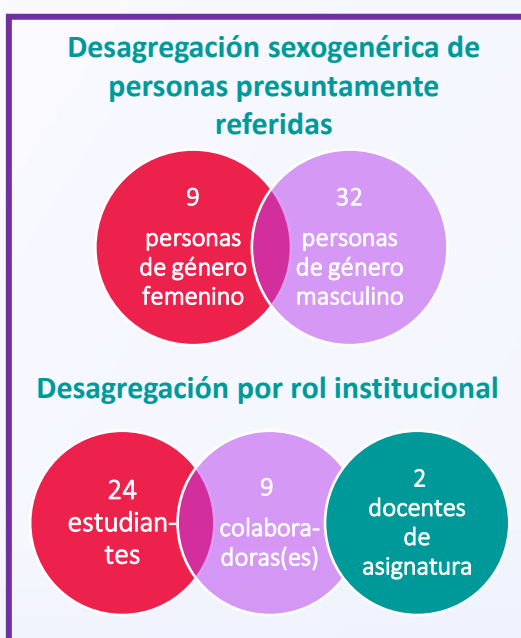 Desagregación sexogenérica de
personas presuntamente
referidas
9
personas
de género
femenino
32
personas
de género
masculino
Desagregación por rol institucional
24
estudian-
tes
9
colabora-
doras(es)
2
docentes
de
asignatura